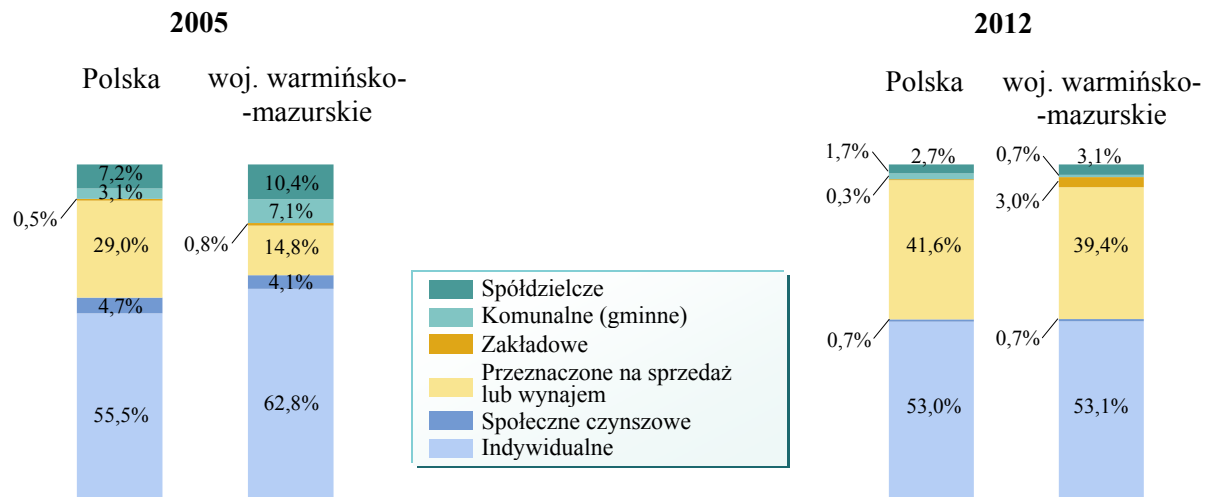 2005
Polska
woj. warmińsko-
-mazurskie
7,2%
3,1%
0,5%
29,0%
4,7%
55,5%
10,4%
7,1%
0,8%
14,8%
4,1%
62,8%
Spółdzielcze
Komunalne (gminne)
Zakładowe
Przeznaczone na sprzedaż
lub wynajem
Społeczne czynszowe
Indywidualne
2012
Polska
woj. warmińsko-
-mazurskie
2,7%
1,7%
0,3%
41,6%
0,7%
53,0%
3,1%
0,7%
3,0%
39,4%
0,7%
53,1%